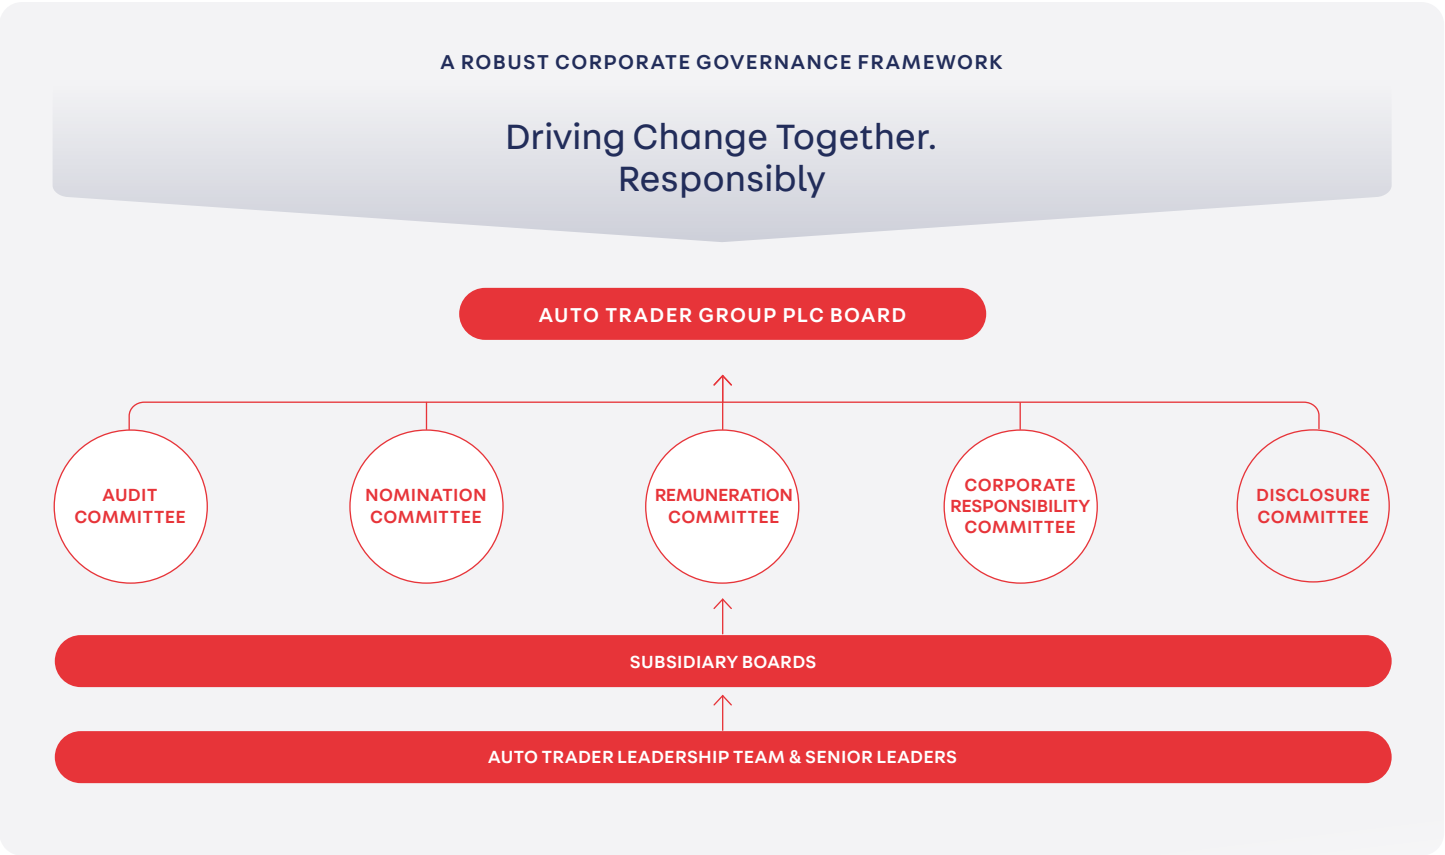 A ROBUST CORPORATE GOVERNANCE FRAMEWORK
Driving Change Together.
Responsibly
AUTO TRADER GROUP PLC BOARD
AUDIT
COMMITTEE
NOMINATION
COMMITTEE
REMUNERATION
COMMITTEE
CORPORATE
RESPONSIBILITY
COMMITTEE
DISCLOSURE
COMMITTEE
SUBSIDIARY BOARDS
AUTO TRADER LEADERSHIP TEAM & SENIOR LEADERS